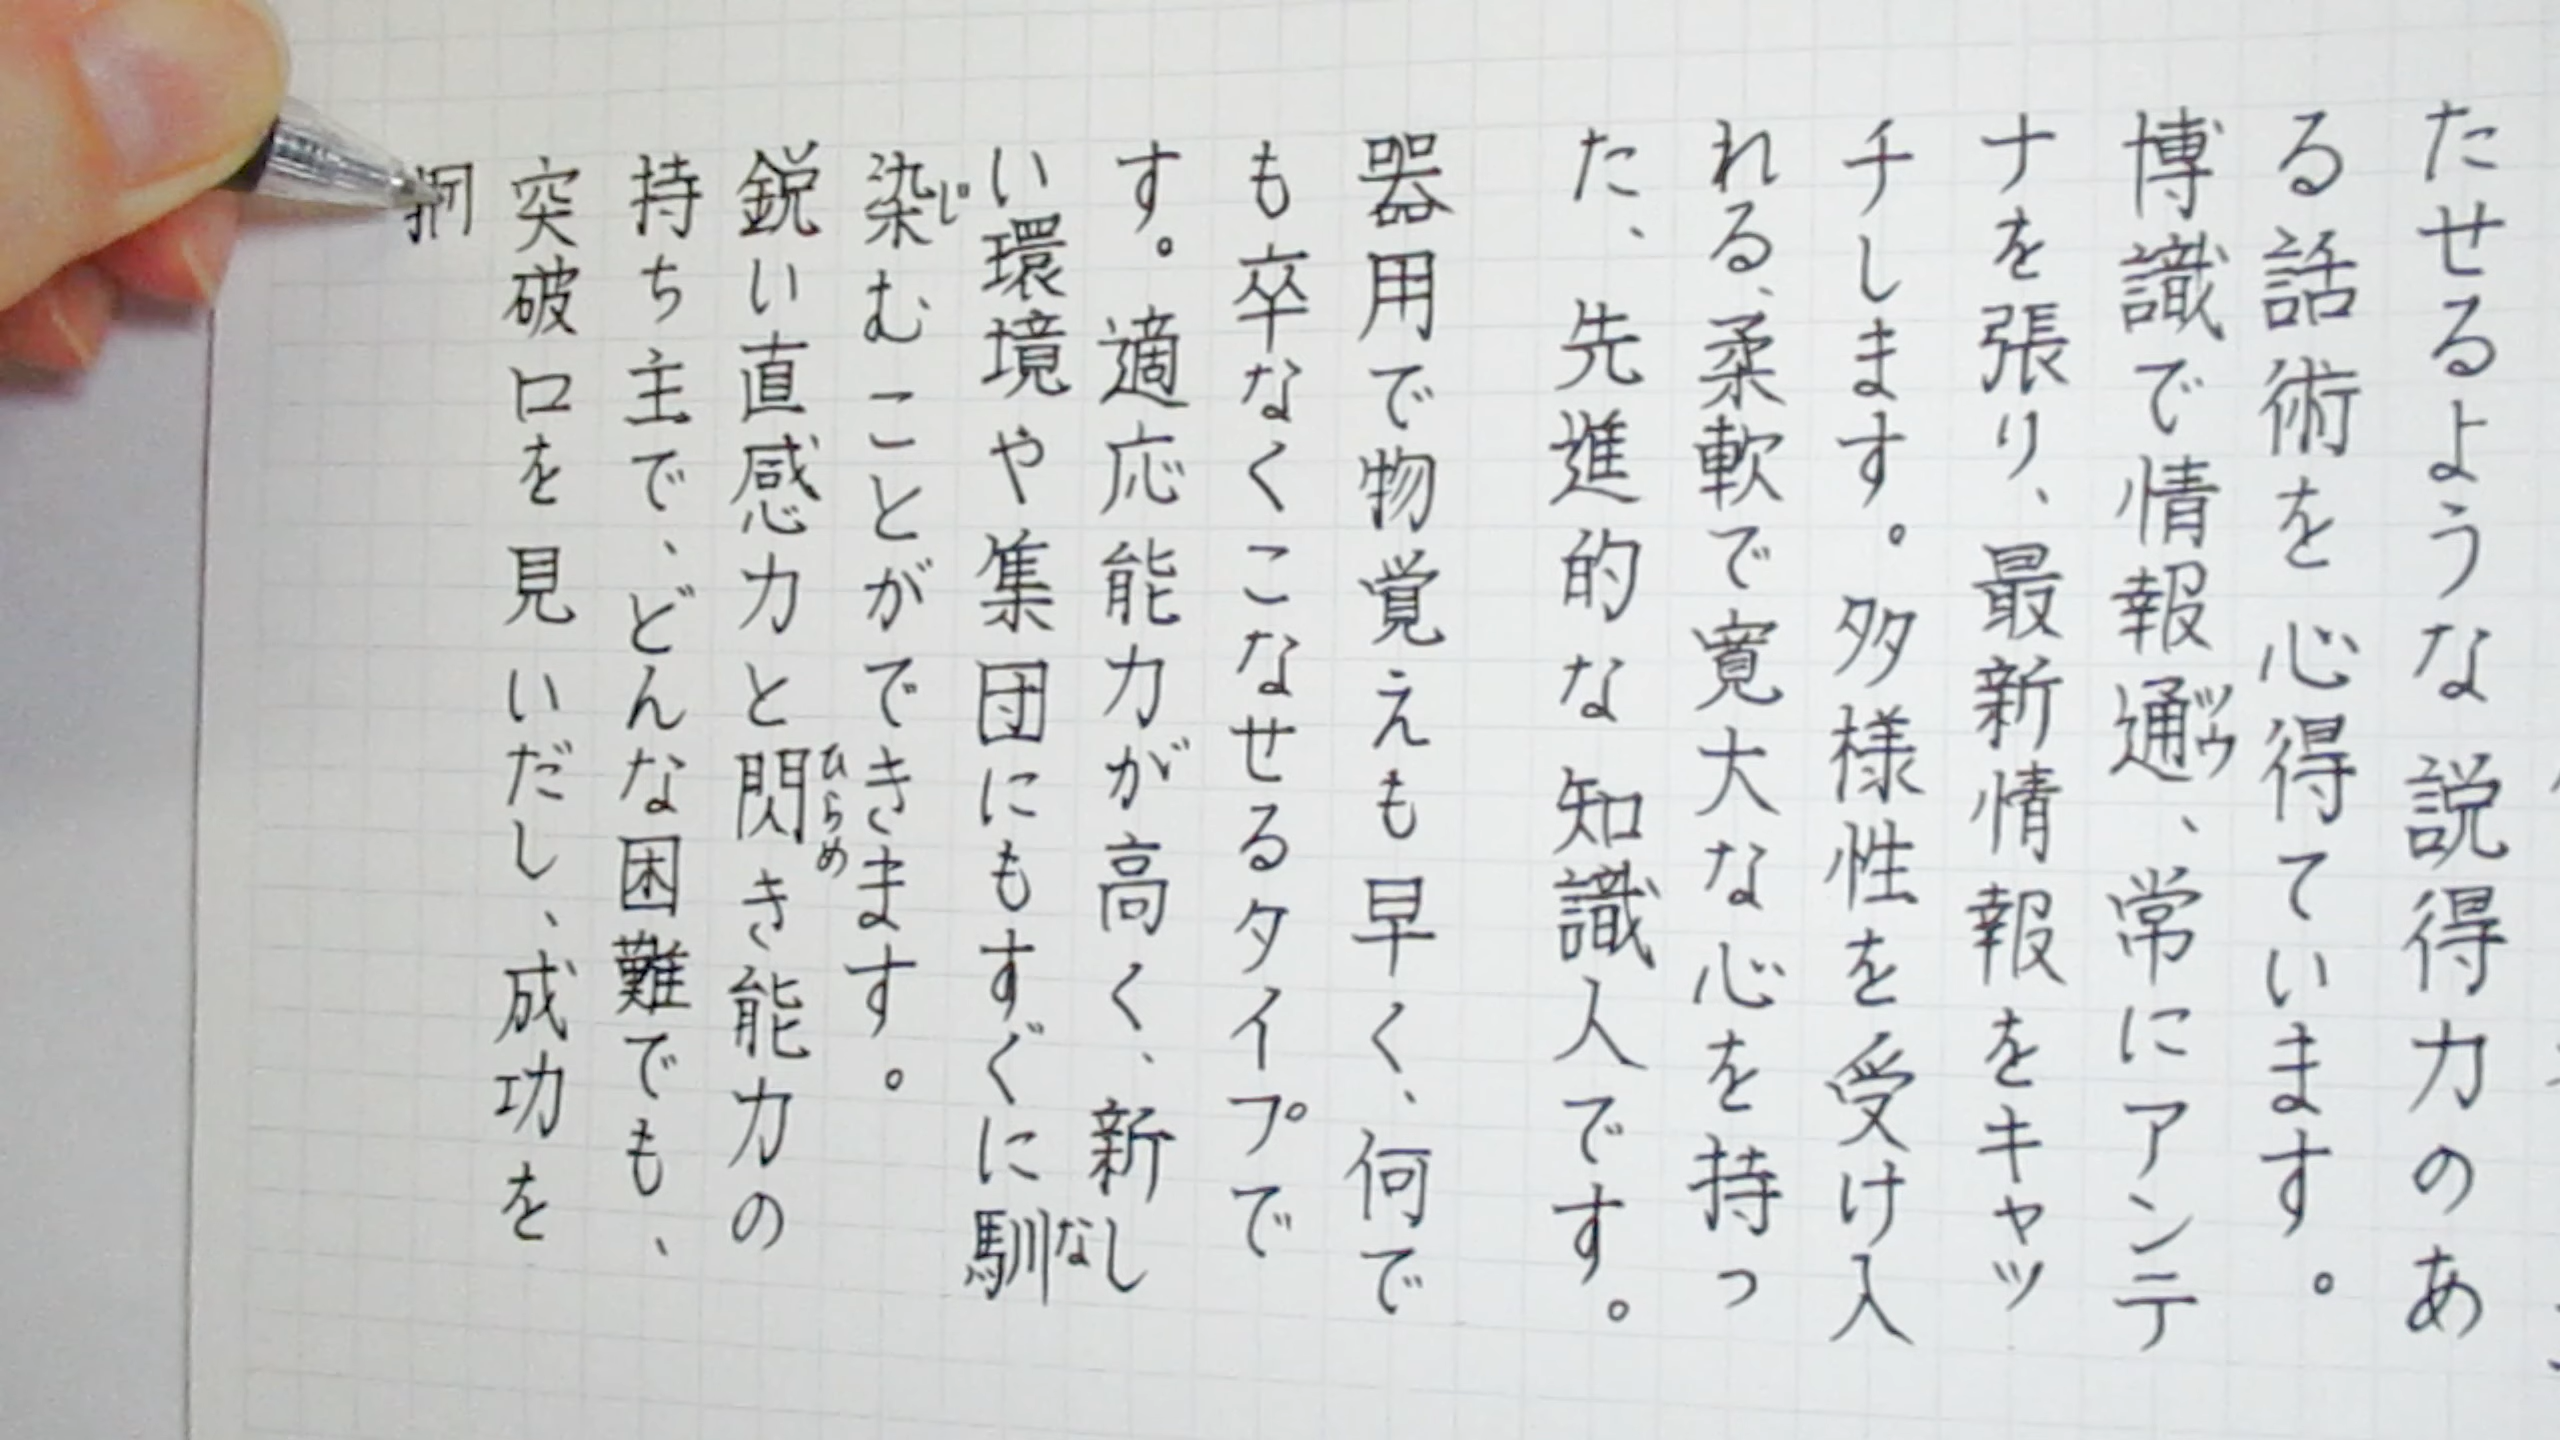 たせるような説得力のあ
る話術を心得ています。
博識で情報通、常にアンテ
ツウ
ナを張り、最新情報をキャッ
チします。多様性を受け入
れる、柔軟で寛大な心を持っ
た、先進的な知識人です。
器用で物覚えも早く、何で
も卒なくこなせるタイプで
す。適応能力が高く、新し
い環境や集団にもすぐに馴
な
染むことができます。
じ
鋭い直感力と閃き能力の
ひらめ
持ち主で、どんな困難でも、
突破口を見いだし、成功を